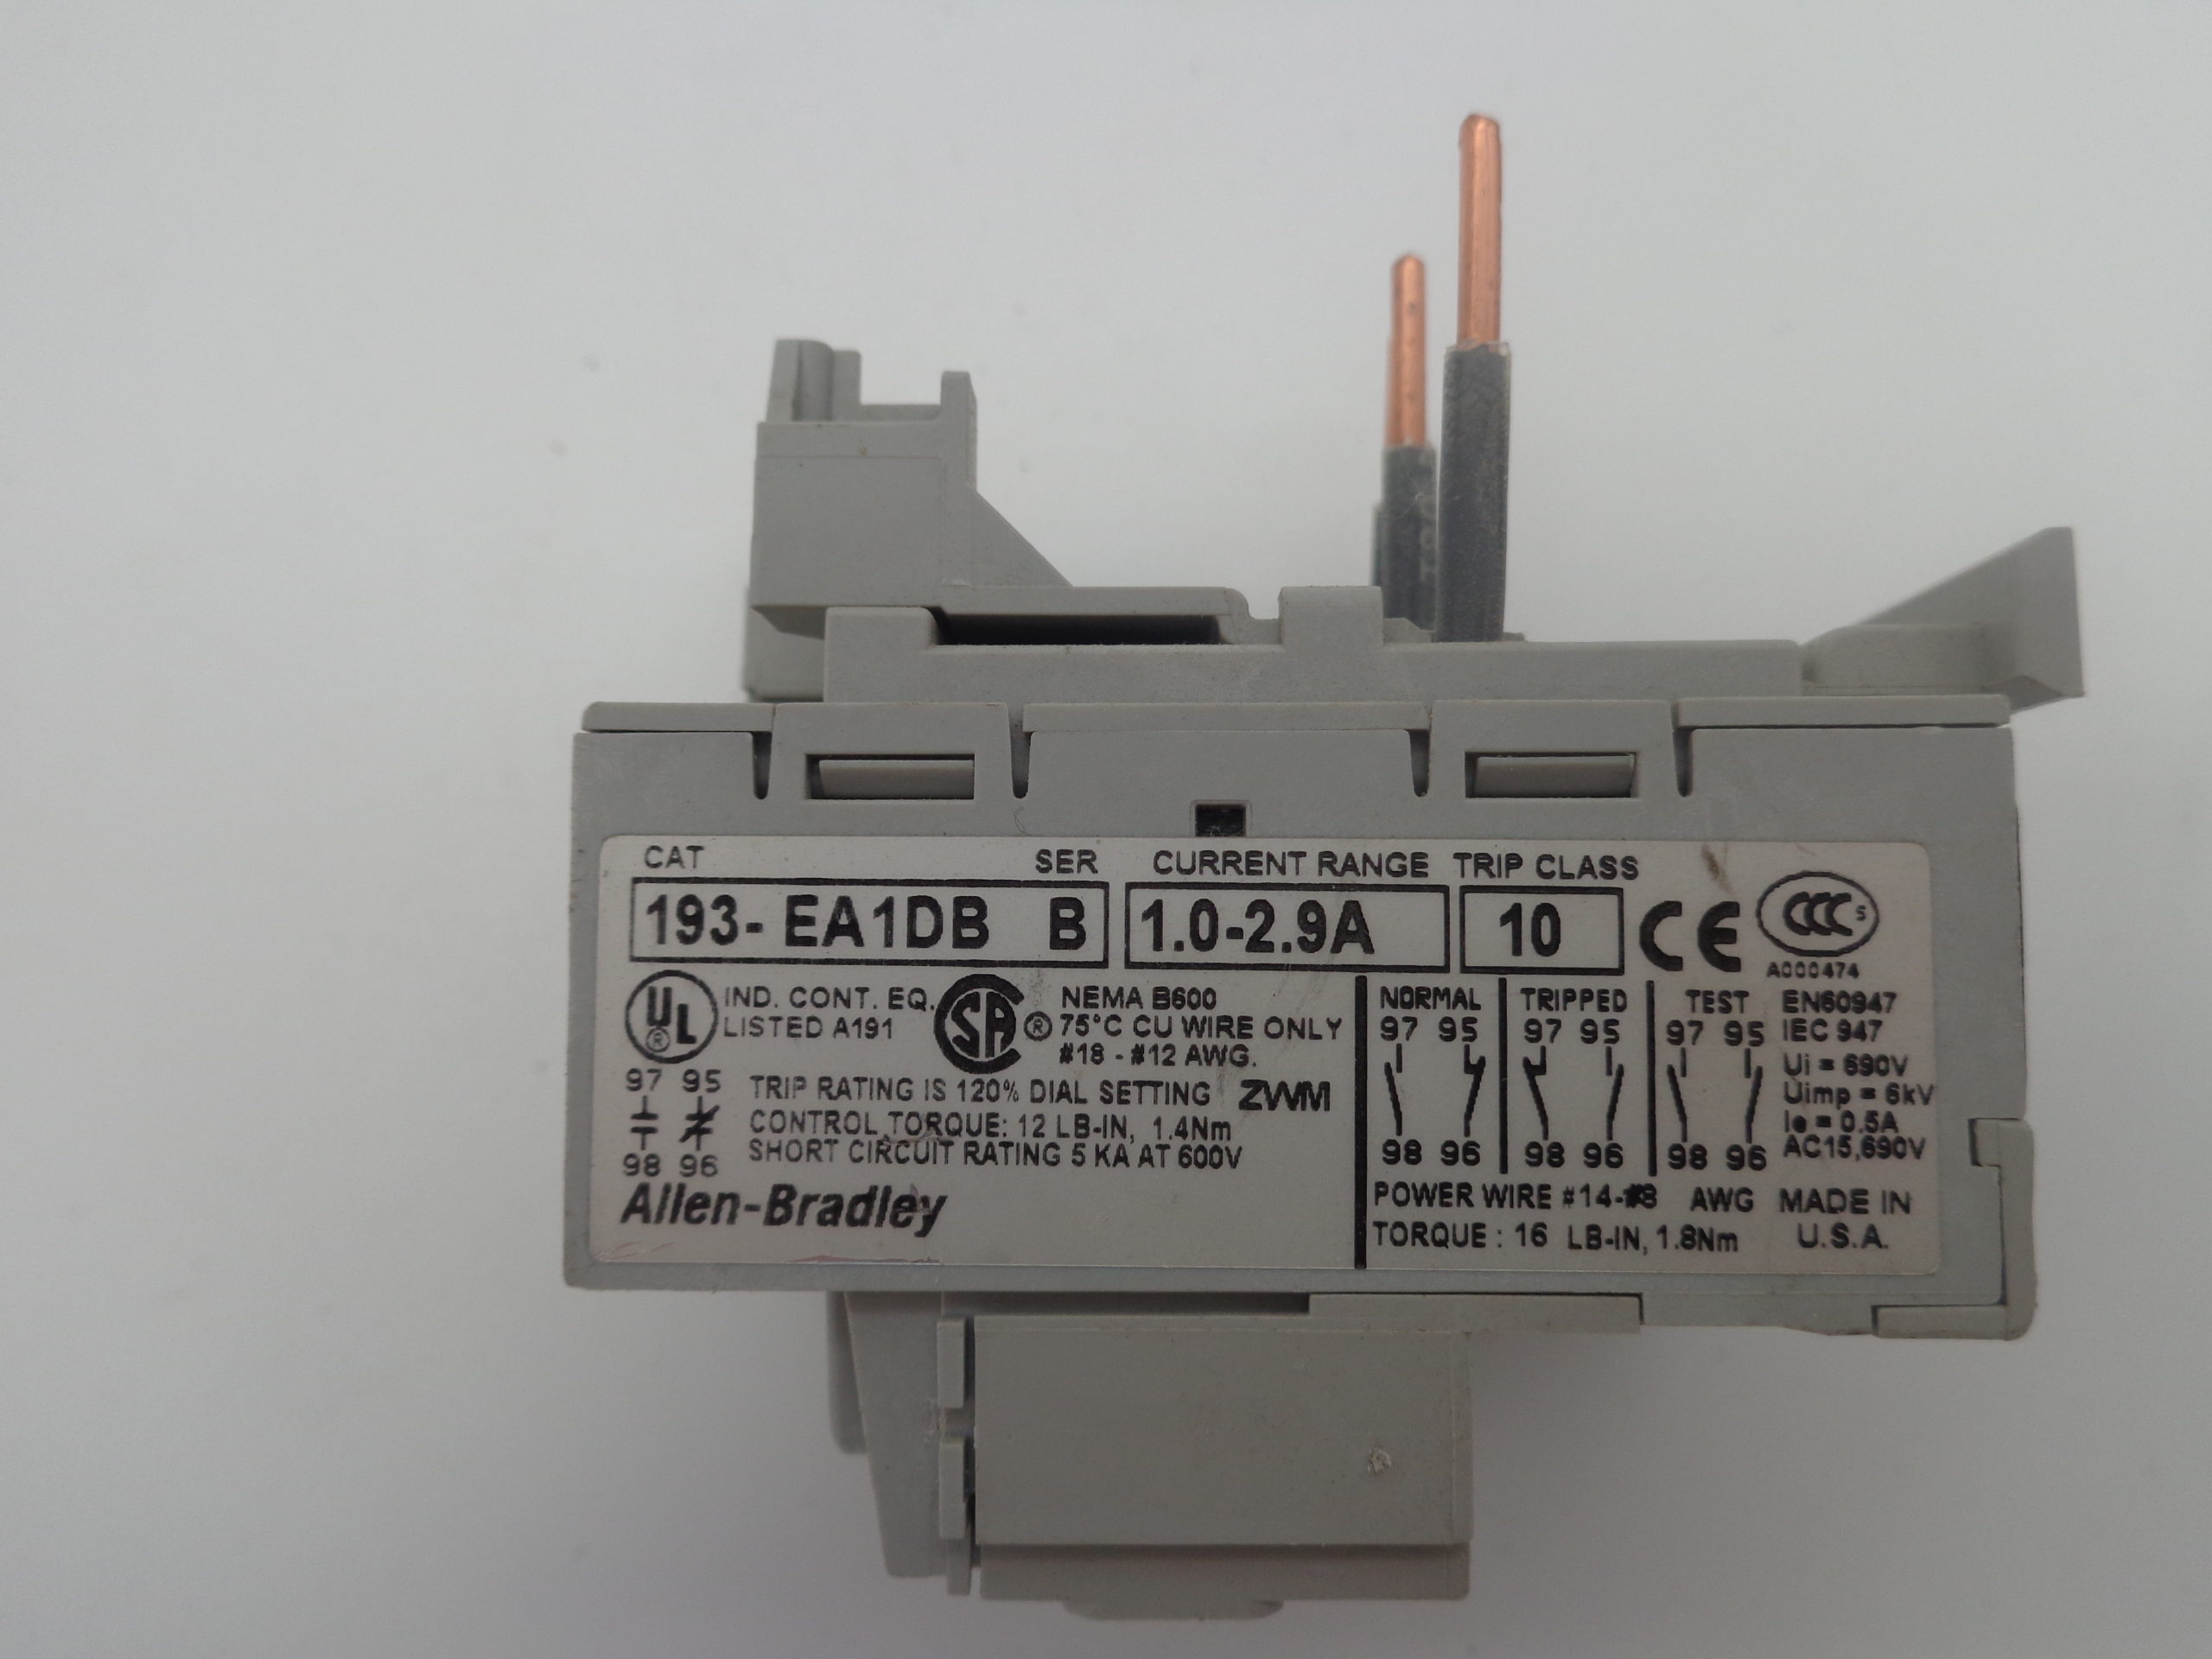 CAT SER CURRENT RANGE TRIP CLASS
193- EA1DB B 1.0-2.9A 10 CE CCC S
A000474
UL ® IND. CONT. EQ.
LISTED A191
SA ® NEMA B600
75°C CU WIRE ONLY
#18 - #12 AWG.
97 95
98 96
TRIP RATING IS 120% DIAL SETTING ZWM
CONTROL TORQUE: 12 LB-IN, 1.4Nm
SHORT CIRCUIT RATING 5 KA AT 600V
Allen-Bradley
NORMAL TRIPPED TEST
97 95 97 95 97 95
98 96 98 96 98 96
EN60947
IEC 947
Ui = 690V
Uimp = 6kV
Ie = 0.5A
AC15,690V
POWER WIRE #14-#8 AWG
TORQUE : 16 LB-IN, 1.8Nm
MADE IN
U.S.A.